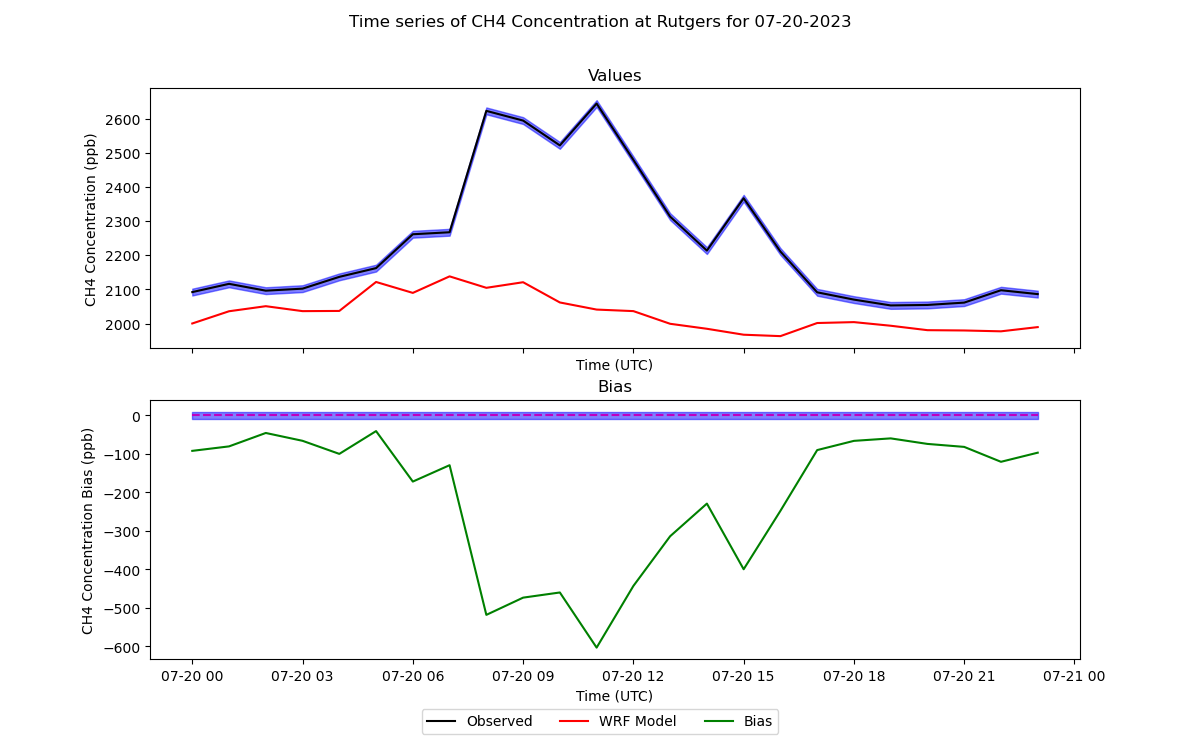 Time series of CH4 Concentration at Rutgers for 07-20-2023
Values
CH4 Concentration (ppb)
2600
2500
2400
2300
2200
2100
2000
Time (UTC)
Bias
CH4 Concentration Bias (ppb)
0
−100
−200
−300
−400
−500
−600
07-20 00 07-20 03 07-20 06 07-20 09 07-20 12 07-20 15 07-20 18 07-20 21 07-21 00
Time (UTC)
Observed WRF Model Bias